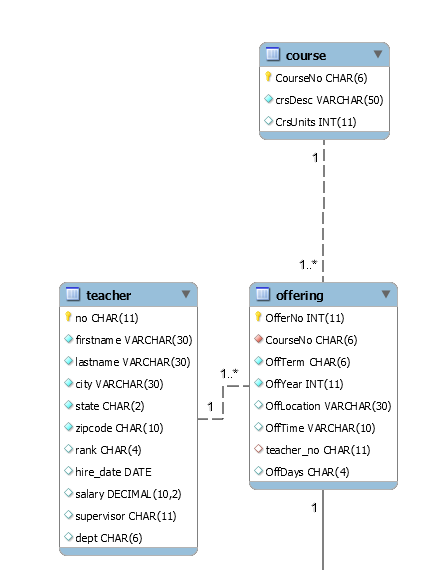 course
CourseNo CHAR(6)
crsDesc VARCHAR(50)
CrsUnits INT(11)
1
1..*
teacher
no CHAR(11)
firstname VARCHAR(30)
lastname VARCHAR(30)
city VARCHAR(30)
state CHAR(2)
zipcode CHAR(10)
rank CHAR(4)
hire_date DATE
salary DECIMAL(10,2)
supervisor CHAR(11)
dept CHAR(6)
1..*
1
offering
OfferNo INT(11)
CourseNo CHAR(6)
OffTerm CHAR(6)
OffYear INT(11)
OffLocation VARCHAR(30)
OffTime VARCHAR(10)
teacher_no CHAR(11)
OffDays CHAR(4)
1